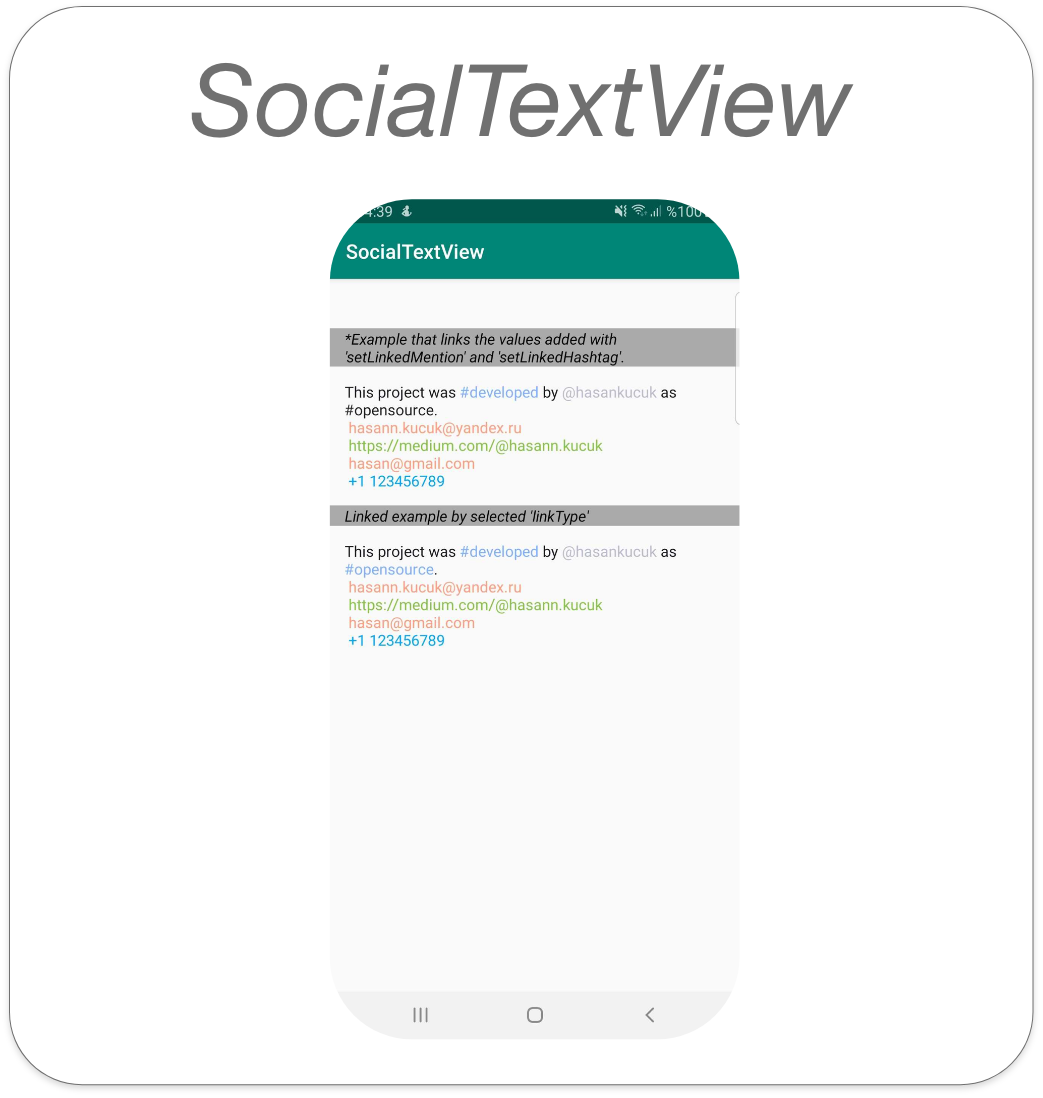 SocialTextView
4:39 %100
SocialTextView
*Example that links the values added with
'setLinkedMention' and 'setLinkedHashtag'.
This project was #developed by @hasankucuk as
#opensource.
hasann.kucuk@yandex.ru
https://medium.com/@hasann.kucuk
hasan@gmail.com
+1 123456789
Linked example by selected 'linkType'
This project was #developed by @hasankucuk as
#opensource.
hasann.kucuk@yandex.ru
https://medium.com/@hasann.kucuk
hasan@gmail.com
+1 123456789